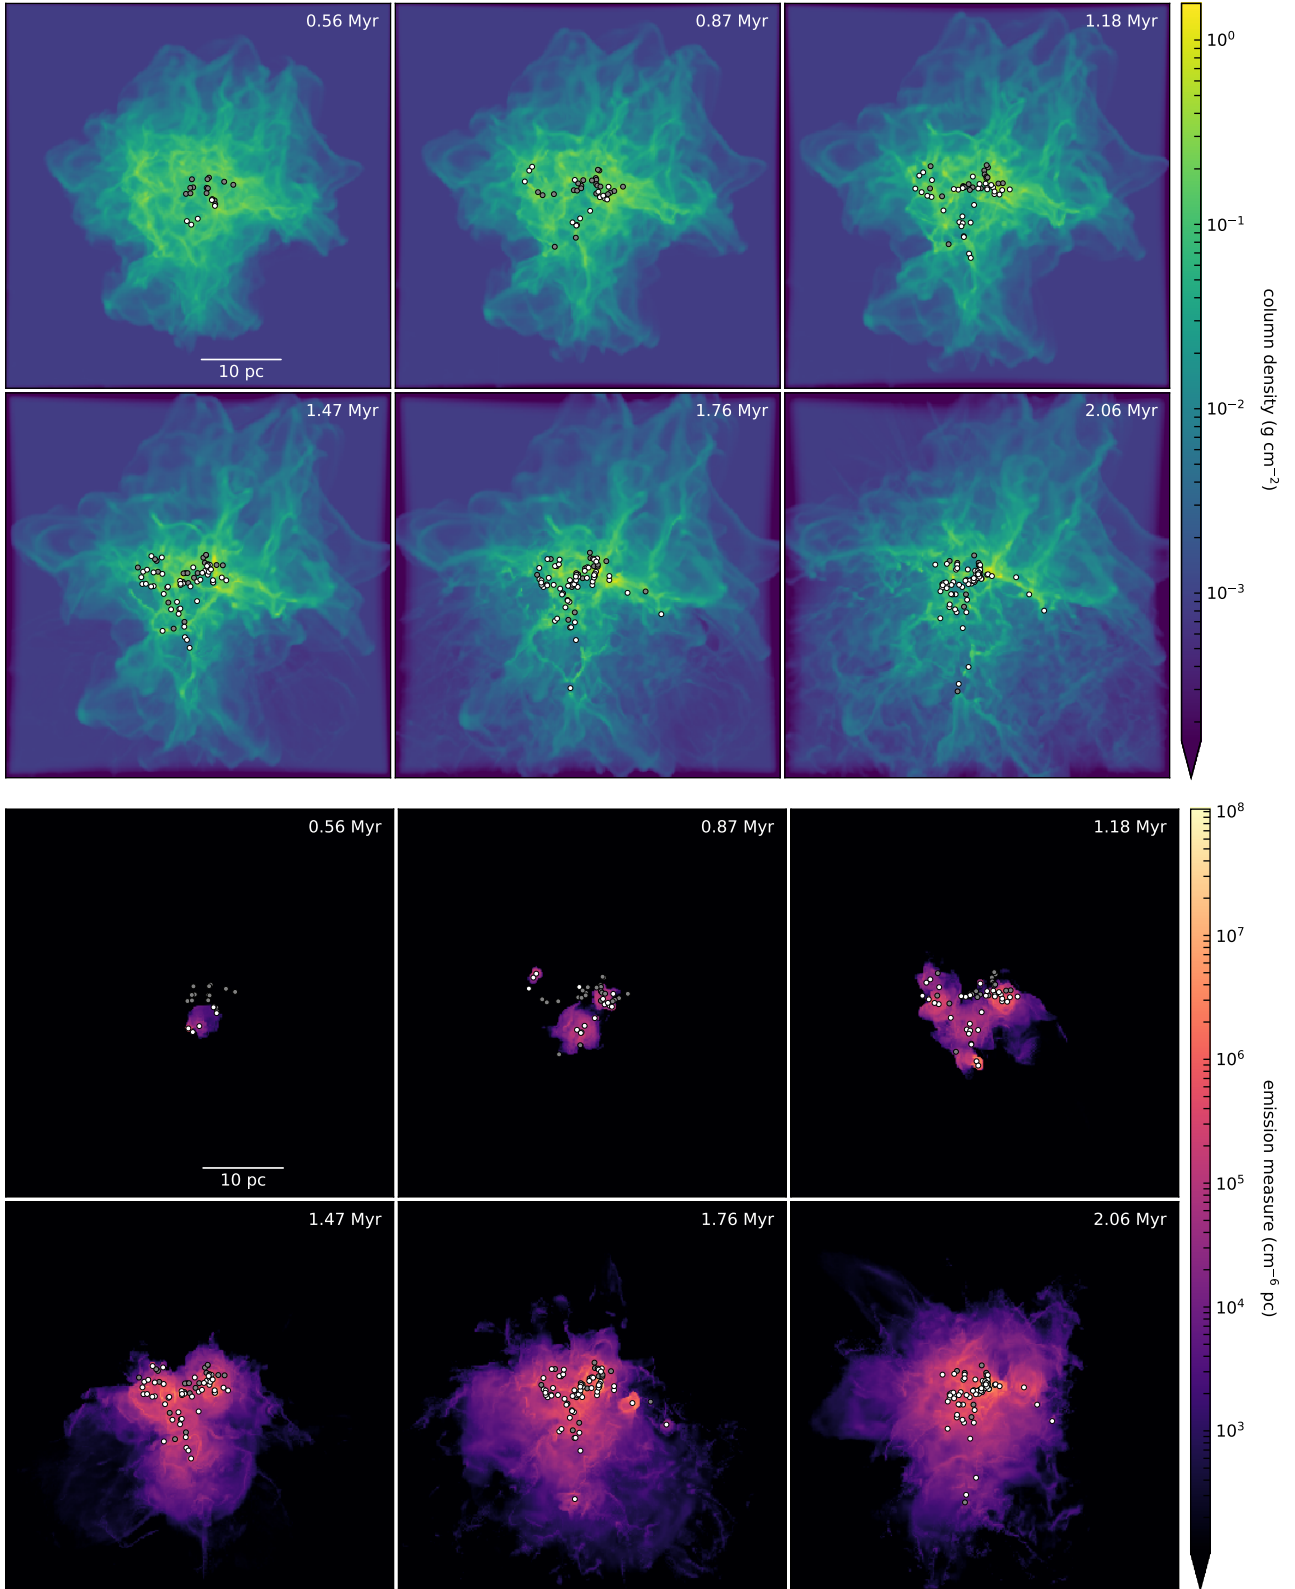 0.56 Myr
0.87 Myr
1.18 Myr
10 pc
1.47 Myr
1.76 Myr
2.06 Myr
10⁰
10⁻¹
10⁻²
10⁻³
column density (g cm⁻²)
0.56 Myr
0.87 Myr
1.18 Myr
10 pc
1.47 Myr
1.76 Myr
2.06 Myr
10⁸
10⁷
10⁶
10⁵
10⁴
10³
emission measure (cm⁻⁶ pc)